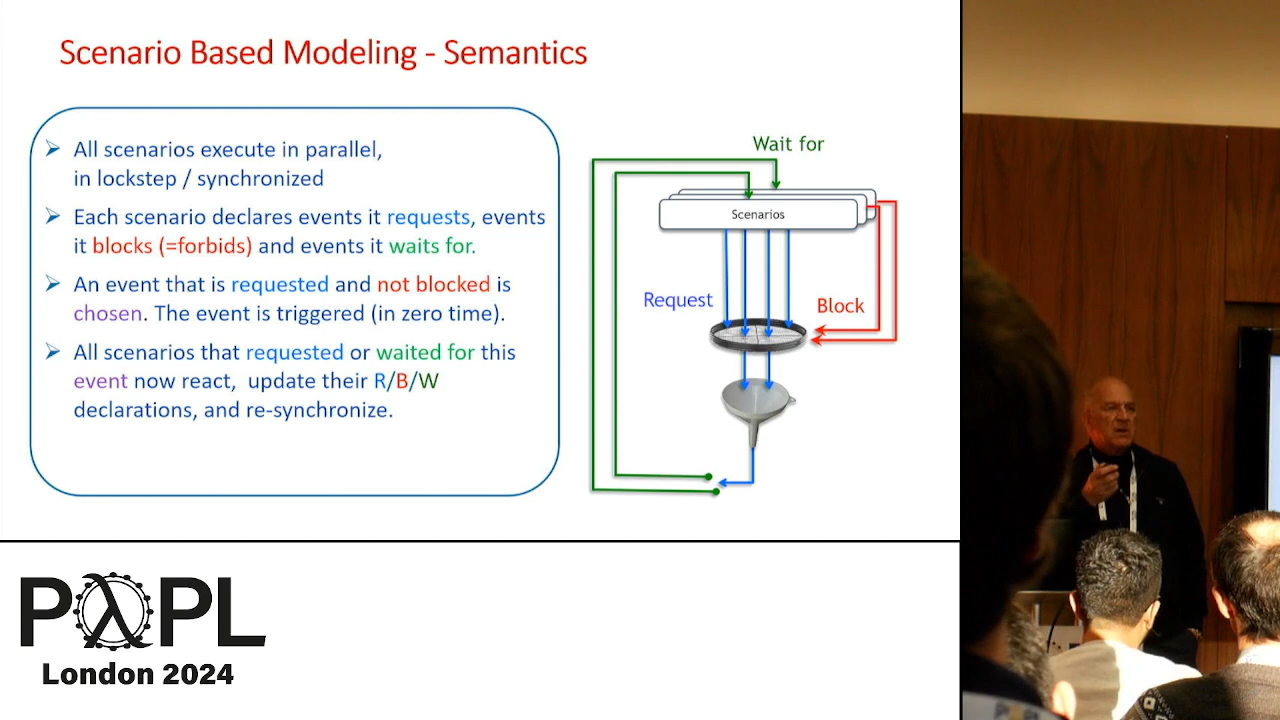 Scenario Based Modeling - Semantics
All scenarios execute in parallel,
in lockstep / synchronized
Each scenario declares events it requests, events
it blocks (=forbids) and events it waits for.
An event that is requested and not blocked is
chosen. The event is triggered (in zero time).
All scenarios that requested or waited for this
event now react, update their R/B/W
declarations, and re-synchronize.
Wait for
Scenarios
Request
Block
PλPL
London 2024